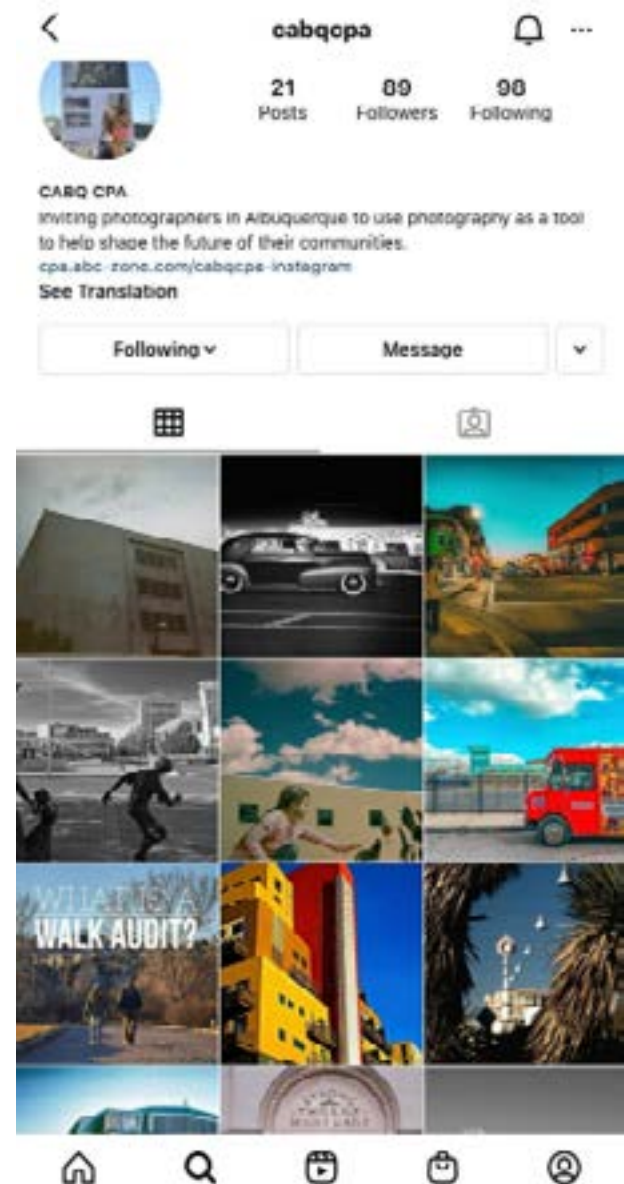 cabqcpa
21
89
98
Posts
Followers
Following
CABQ CPA
Inviting photographers in Albuquerque to use photography as a tool
to help shape the future of their communities.
cpa.abc-zone.com/cabqcpa-instagram
See Translation
Following
Message
WHAT IS A
WALK AUDIT?